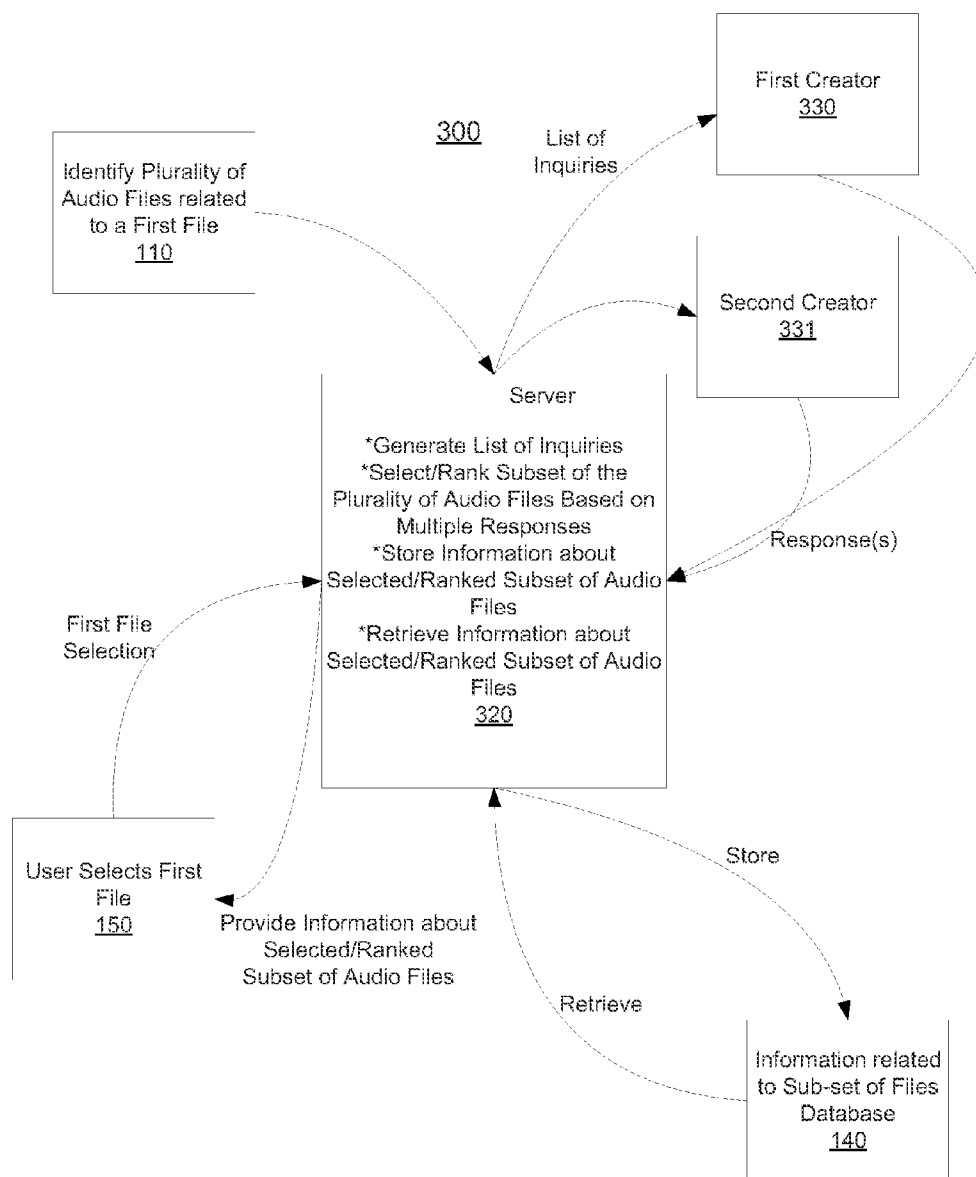 First Creator
330
300
List of
Inquiries
Identify Plurality of
Audio Files related
to a First File
110
Second Creator
331
Server
*Generate List of Inquiries
*Select/Rank Subset of the
Plurality of Audio Files Based on
Multiple Responses
*Store Information about
Selected/Ranked Subset of Audio
Files
*Retrieve Information about
Selected/Ranked Subset of Audio
Files
320
Response(s)
First File
Selection
User Selects First
File
150
Provide Information about
Selected/Ranked
Subset of Audio Files
Store
Retrieve
Information related
to Sub-set of Files
Database
140